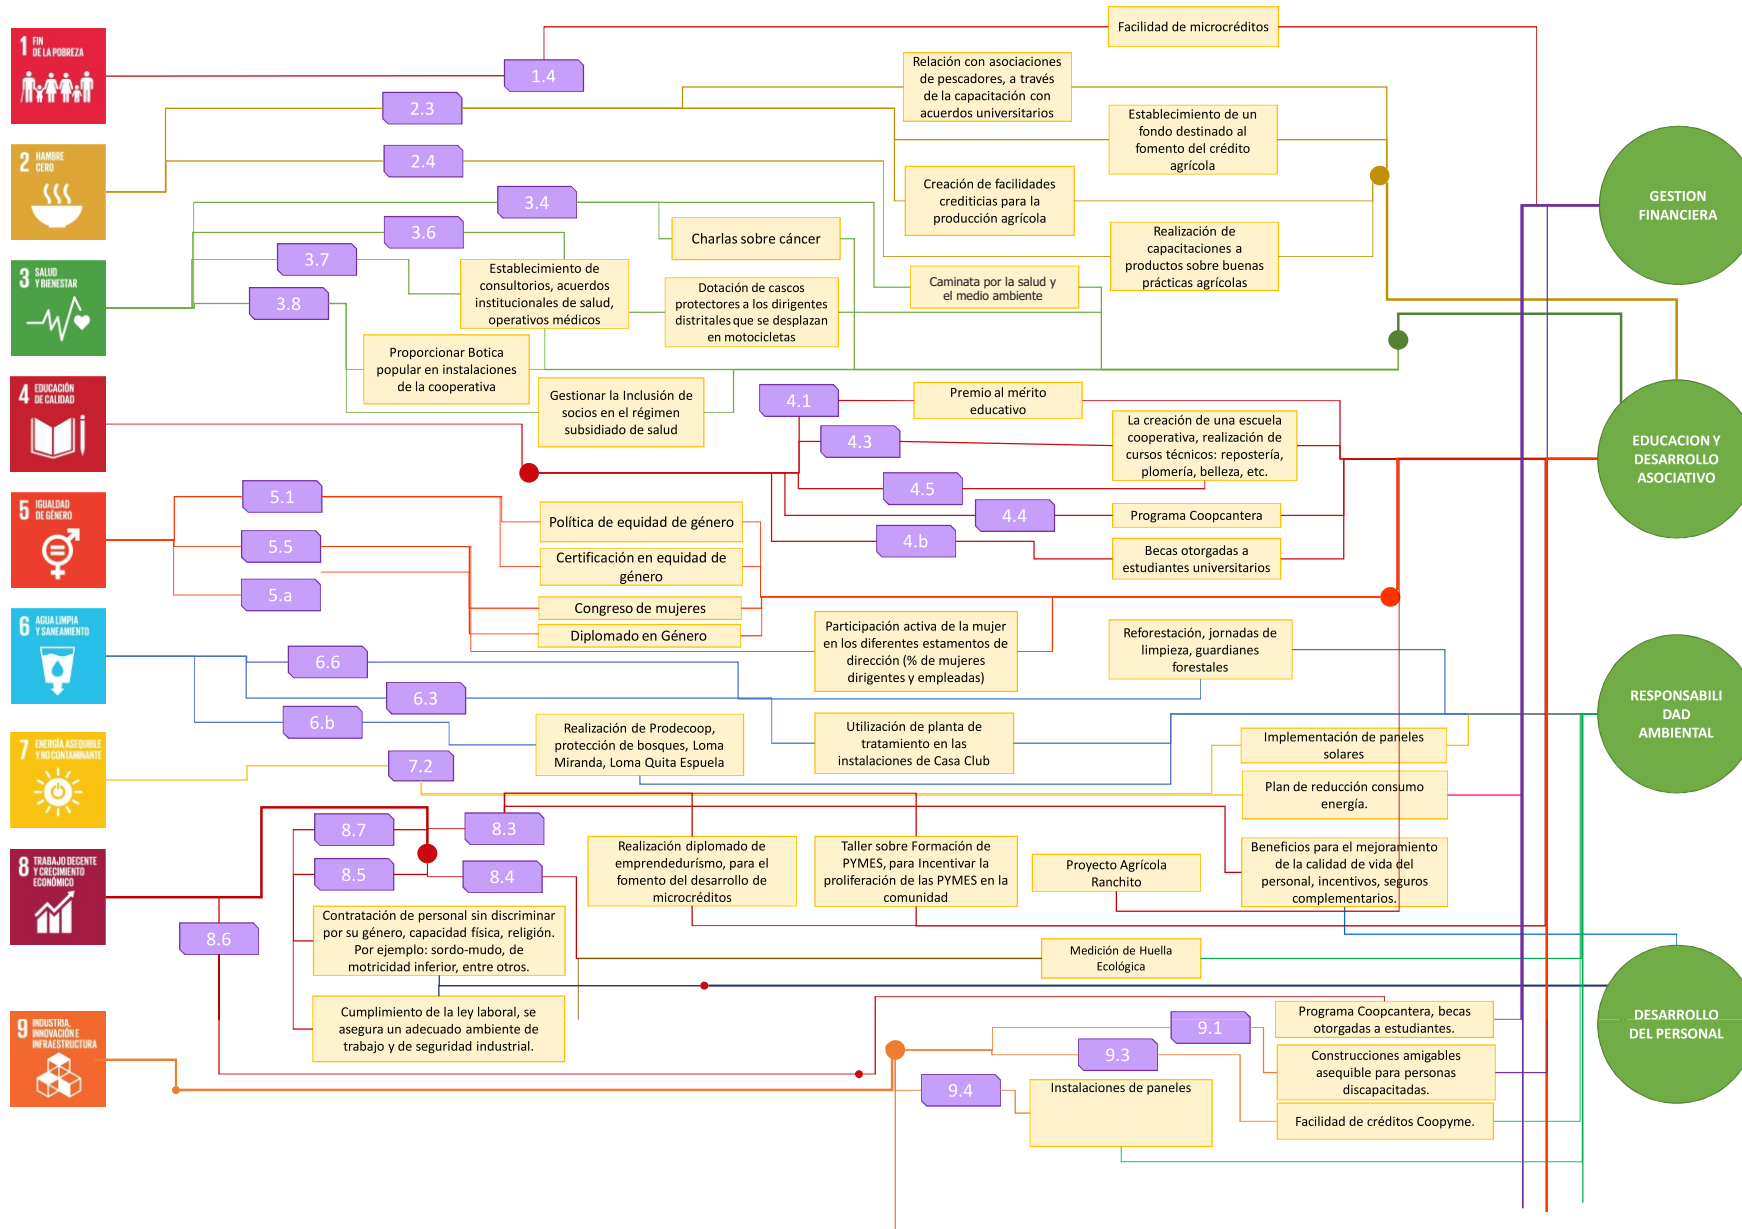 1 FIN
DE LA POBREZA
2 HAMBRE
CERO
3 SALUD
Y BIENESTAR
4 EDUCACIÓN
DE CALIDAD
5 IGUALDAD
DE GÉNERO
6 AGUA LIMPIA
Y SANEAMIENTO
7 ENERGÍA ASEQUIBLE
Y NO CONTAMINANTE
8 TRABAJO DECENTE
Y CRECIMIENTO
ECONÓMICO
9 INDUSTRIA,
INNOVACIÓN E
INFRAESTRUCTURA
1.4
2.3
2.4
3.4
3.6
3.7
3.8
4.1
4.3
4.5
4.4
4.b
5.1
5.5
5.a
6.6
6.3
6.b
7.2
8.7
8.3
8.5
8.4
8.6
9.1
9.3
9.4
Facilidad de microcréditos
Relación con asociaciones
de pescadores, a través
de la capacitación con
acuerdos universitarios
Establecimiento de un
fondo destinado al
fomento del crédito
agrícola
Creación de facilidades
crediticias para la
producción agrícola
Realización de
capacitaciones a
productos sobre buenas
prácticas agrícolas
Charlas sobre cáncer
Caminata por la salud y
el medio ambiente
Establecimiento de
consultorios, acuerdos
institucionales de salud,
operativos médicos
Dotación de cascos
protectores a los dirigentes
distritales que se desplazan
en motocicletas
Proporcionar Botica
popular en instalaciones
de la cooperativa
Gestionar la Inclusión de
socios en el régimen
subsidiado de salud
Premio al mérito
educativo
La creación de una escuela
cooperativa, realización de
cursos técnicos: repostería,
plomería, belleza, etc.
Programa Coopcantera
Becas otorgadas a
estudiantes universitarios
Política de equidad de género
Certificación en equidad de
género
Congreso de mujeres
Diplomado en Género
Participación activa de la mujer
en los diferentes estamentos de
dirección (% de mujeres
dirigentes y empleadas)
Reforestación, jornadas de
limpieza, guardianes
forestales
Realización de Prodecoop,
protección de bosques, Loma
Miranda, Loma Quita Espuela
Utilización de planta de
tratamiento en las
instalaciones de Casa Club
Implementación de paneles
solares
Plan de reducción consumo
energía.
Realización diplomado de
emprendedurísmo, para el
fomento del desarrollo de
microcréditos
Taller sobre Formación de
PYMES, para Incentivar la
proliferación de las PYMES en la
comunidad
Proyecto Agrícola
Ranchito
Beneficios para el mejoramiento
de la calidad de vida del
personal, incentivos, seguros
complementarios.
Contratación de personal sin discriminar
por su género, capacidad física, religión.
Por ejemplo: sordo-mudo, de
motricidad inferior, entre otros.
Medición de Huella
Ecológica
Cumplimiento de la ley laboral, se
asegura un adecuado ambiente de
trabajo y de seguridad industrial.
Programa Coopcantera, becas
otorgadas a estudiantes.
Construcciones amigables
asequible para personas
discapacitadas.
Instalaciones de paneles
Facilidad de créditos Coopyme.
GESTION
FINANCIERA
EDUCACION Y
DESARROLLO
ASOCIATIVO
RESPONSABILI
DAD
AMBIENTAL
DESARROLLO
DEL PERSONAL